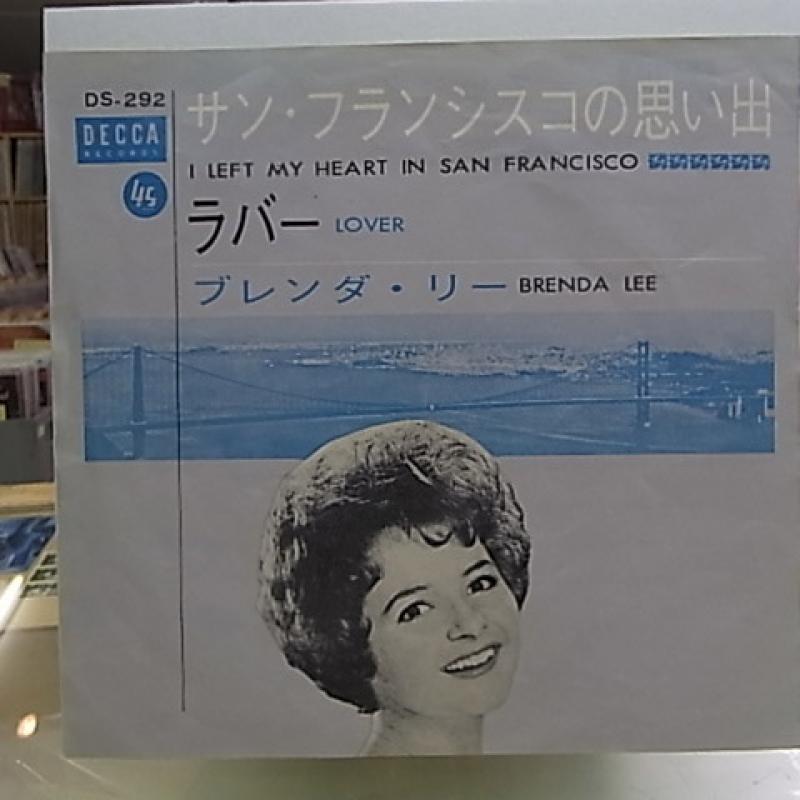 DS-292
DECCA
RECORDS
45
サン・フランシスコの思い出
I LEFT MY HEART IN SAN FRANCISCO
ラバー LOVER
ブレンダ・リー BRENDA LEE